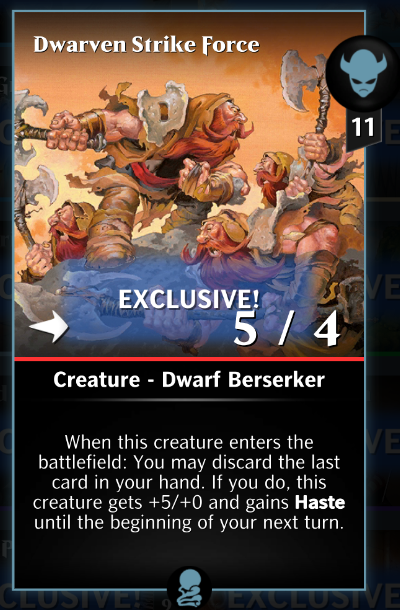 Dwarven Strike Force
11
EXCLUSIVE!
5 / 4
Creature - Dwarf Berserker
When this creature enters the
battlefield: You may discard the last
card in your hand. If you do, this
creature gets +5/+0 and gains Haste
until the beginning of your next turn.